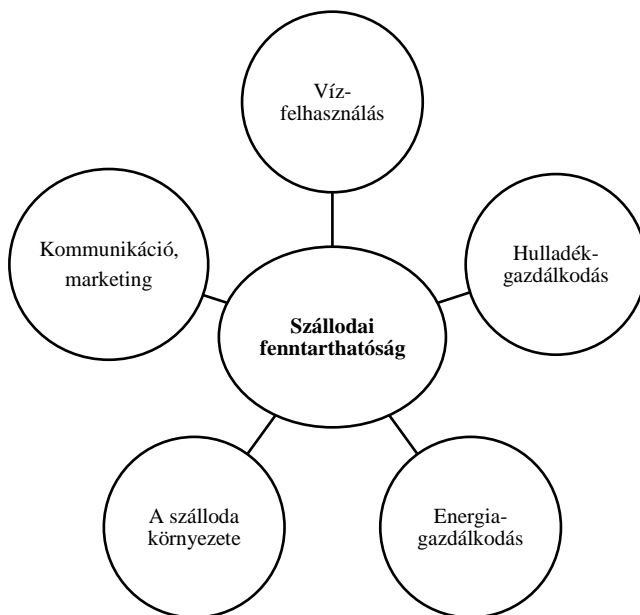 Víz-
felhasználás
Kommunikáció,
marketing
Hulladék-
gazdálkodás
Szállodai
fenntarthatóság
A szálloda
környezete
Energia-
gazdálkodás